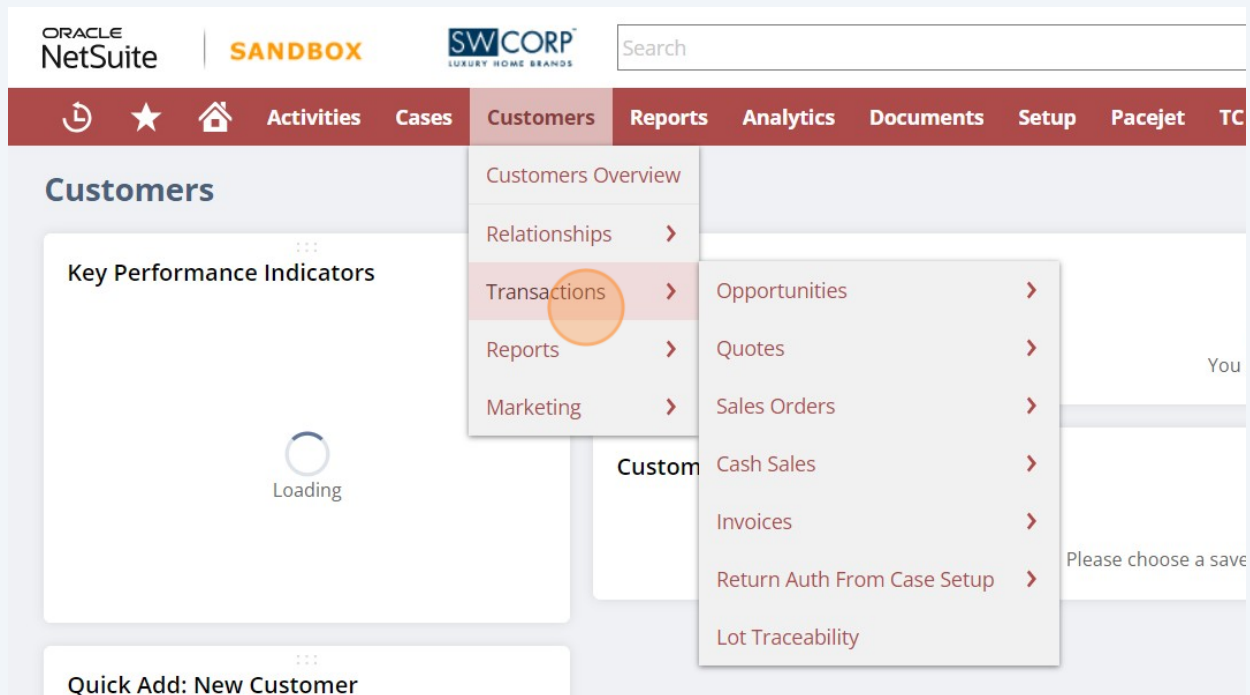 ORACLE
NetSuite
SANDBOX
SWCORP
LUXURY HOME BRANDS
Search
Activities Cases Customers Reports Analytics Documents Setup Pacejet TC
Customers
Customers Overview
Relationships
Transactions
Reports
Marketing
Opportunities
Quotes
Sales Orders
Cash Sales
Invoices
Return Auth From Case Setup
Lot Traceability
Key Performance Indicators
Loading
You
Custom
Please choose a save
Quick Add: New Customer